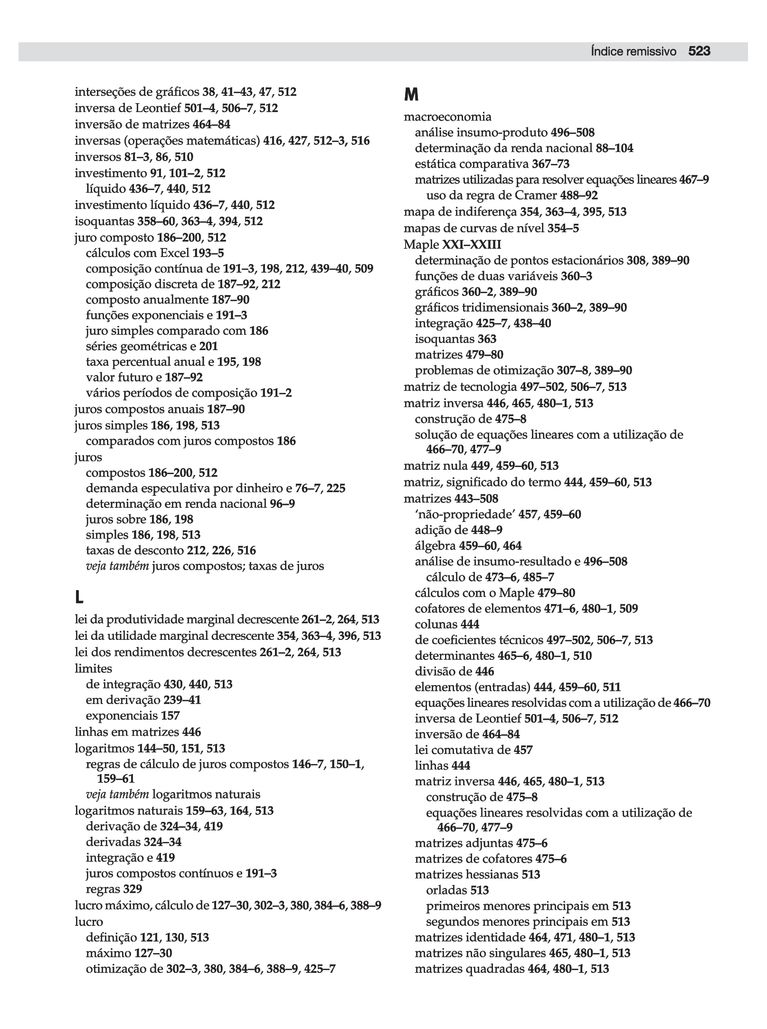 Índice remissivo 523
interseções de gráficos 38, 41–43, 47, 512
inversa de Leontief 501–4, 506–7, 512
inversão de matrizes 464–84
inversas (operações matemáticas) 416, 427, 512–3, 516
inversos 81–3, 86, 510
investimento 91, 101–2, 512
líquido 436–7, 440, 512
investimento líquido 436–7, 440, 512
isoquantas 358–60, 363–4, 394, 512
juro composto 186–200, 512
cálculos com Excel 193–5
composição contínua de 191–3, 198, 212, 439–40, 509
composição discreta de 187–92, 212
composto anualmente 187–90
funções exponenciais e 191–3
juro simples comparado com 186
séries geométricas e 201
taxa percentual anual e 195, 198
valor futuro e 187–92
vários períodos de composição 191–2
juros compostos anuais 187–90
juros simples 186, 198, 513
comparados com juros compostos 186
juros
compostos 186–200, 512
demanda especulativa por dinheiro e 76–7, 225
determinação em renda nacional 96–9
juros sobre 186, 198
simples 186, 198, 513
taxas de desconto 212, 226, 516
veja também juros compostos; taxas de juros
L
lei da produtividade marginal decrescente 261–2, 264, 513
lei da utilidade marginal decrescente 354, 363–4, 396, 513
lei dos rendimentos decrescentes 261–2, 264, 513
limites
de integração 430, 440, 513
em derivação 239–41
exponenciais 157
linhas em matrizes 446
logaritmos 144–50, 151, 513
regras de cálculo de juros compostos 146–7, 150–1,
159–61
veja também logaritmos naturais
logaritmos naturais 159–63, 164, 513
derivação de 324–34, 419
derivadas 324–34
integração e 419
juros compostos contínuos e 191–3
regras 329
lucro máximo, cálculo de 127–30, 302–3, 380, 384–6, 388–9
lucro
definição 121, 130, 513
máximo 127–30
otimização de 302–3, 380, 384–6, 388–9, 425–7
M
macroeconomia
análise insumo-produto 496–508
determinação da renda nacional 88–104
estática comparativa 367–73
matrizes utilizadas para resolver equações lineares 467–9
uso da regra de Cramer 488–92
mapa de indiferença 354, 363–4, 395, 513
mapas de curvas de nível 354–5
Maple XXI–XXIII
determinação de pontos estacionários 308, 389–90
funções de duas variáveis 360–3
gráficos 360–2, 389–90
gráficos tridimensionais 360–2, 389–90
integração 425–7, 438–40
isoquantas 363
matrizes 479–80
problemas de otimização 307–8, 389–90
matriz de tecnologia 497–502, 506–7, 513
matriz inversa 446, 465, 480–1, 513
construção de 475–8
solução de equações lineares com a utilização de
466–70, 477–9
matriz nula 449, 459–60, 513
matriz, significado do termo 444, 459–60, 513
matrizes 443–508
‘não-propriedade’ 457, 459–60
adição de 448–9
álgebra 459–60, 464
análise de insumo-resultado e 496–508
cálculo de 473–6, 485–7
cálculos com o Maple 479–80
cofatores de elementos 471–6, 480–1, 509
colunas 444
de coeficientes técnicos 497–502, 506–7, 513
determinantes 465–6, 480–1, 510
divisão de 446
elementos (entradas) 444, 459–60, 511
equações lineares resolvidas com a utilização de 466–70
inversa de Leontief 501–4, 506–7, 512
inversão de 464–84
lei comutativa de 457
linhas 444
matriz inversa 446, 465, 480–1, 513
construção de 475–8
equações lineares resolvidas com a utilização de
466–70, 477–9
matrizes adjuntas 475–6
matrizes de cofatores 475–6
matrizes hessianas 513
orladas 513
primeiros menores principais em 513
segundos menores principais em 513
matrizes identidade 464, 471, 480–1, 513
matrizes não singulares 465, 480–1, 513
matrizes quadradas 464, 480–1, 513